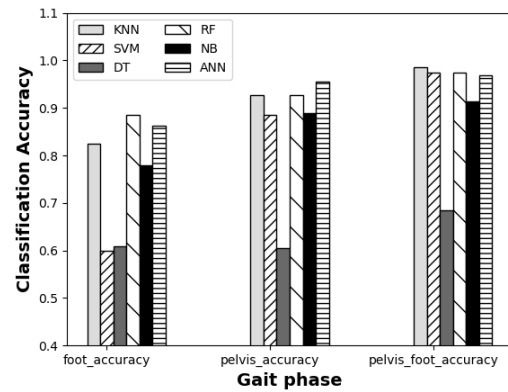 1.1
1.0
0.9
0.8
0.7
0.6
0.5
0.4
Classification Accuracy
KNN
SVM
DT
RF
NB
ANN
foot_accuracy
pelvis_accuracy
pelvis_foot_accuracy
Gait phase